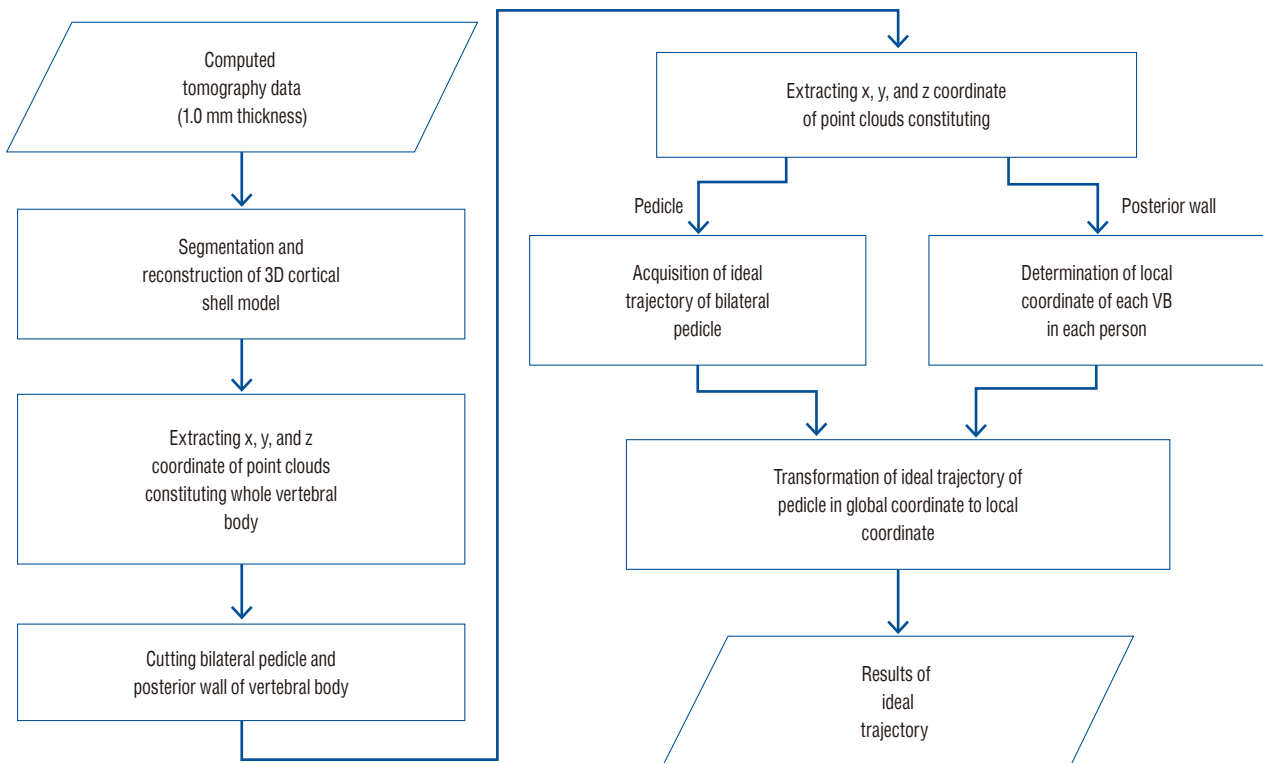 Computed
tomography data
(1.0 mm thickness)
Segmentation and
reconstruction of 3D cortical
shell model
Extracting x, y, and z
coordinate of point clouds
constituting whole vertebral
body
Cutting bilateral pedicle and
posterior wall of vertebral body
Extracting x, y, and z coordinate
of point clouds constituting
Pedicle
Posterior wall
Acquisition of ideal
trajectory of bilateral
pedicle
Determination of local
coordinate of each VB
in each person
Transformation of ideal trajectory of
pedicle in global coordinate to local
coordinate
Results of
ideal
trajectory